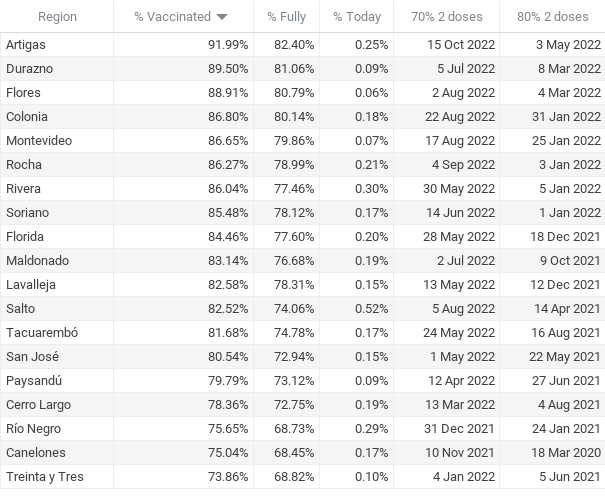 Region % Vaccinated % Fully % Today 70% 2 doses 80% 2 doses
Artigas 91.99% 82.40% 0.25% 15 Oct 2022 3 May 2022
Durazno 89.50% 81.06% 0.09% 5 Jul 2022 8 Mar 2022
Flores 88.91% 80.79% 0.06% 2 Aug 2022 4 Mar 2022
Colonia 86.80% 80.14% 0.18% 22 Aug 2022 31 Jan 2022
Montevideo 86.65% 79.86% 0.07% 17 Aug 2022 25 Jan 2022
Rocha 86.27% 78.99% 0.21% 4 Sep 2022 3 Jan 2022
Rivera 86.04% 77.46% 0.30% 30 May 2022 5 Jan 2022
Soriano 85.48% 78.12% 0.17% 14 Jun 2022 1 Jan 2022
Florida 84.46% 77.60% 0.20% 28 May 2022 18 Dec 2021
Maldonado 83.14% 76.68% 0.19% 2 Jul 2022 9 Oct 2021
Lavalleja 82.58% 78.31% 0.15% 13 May 2022 12 Dec 2021
Salto 82.52% 74.06% 0.52% 5 Aug 2022 14 Apr 2021
Tacuarembó 81.68% 74.78% 0.17% 24 May 2022 16 Aug 2021
San José 80.54% 72.94% 0.15% 1 May 2022 22 May 2021
Paysandú 79.79% 73.12% 0.09% 12 Apr 2022 27 Jun 2021
Cerro Largo 78.36% 72.75% 0.19% 13 Mar 2022 4 Aug 2021
Río Negro 75.65% 68.73% 0.29% 31 Dec 2021 24 Jan 2021
Canelones 75.04% 68.45% 0.17% 10 Nov 2021 18 Mar 2020
Treinta y Tres 73.86% 68.82% 0.10% 4 Jan 2022 5 Jun 2021